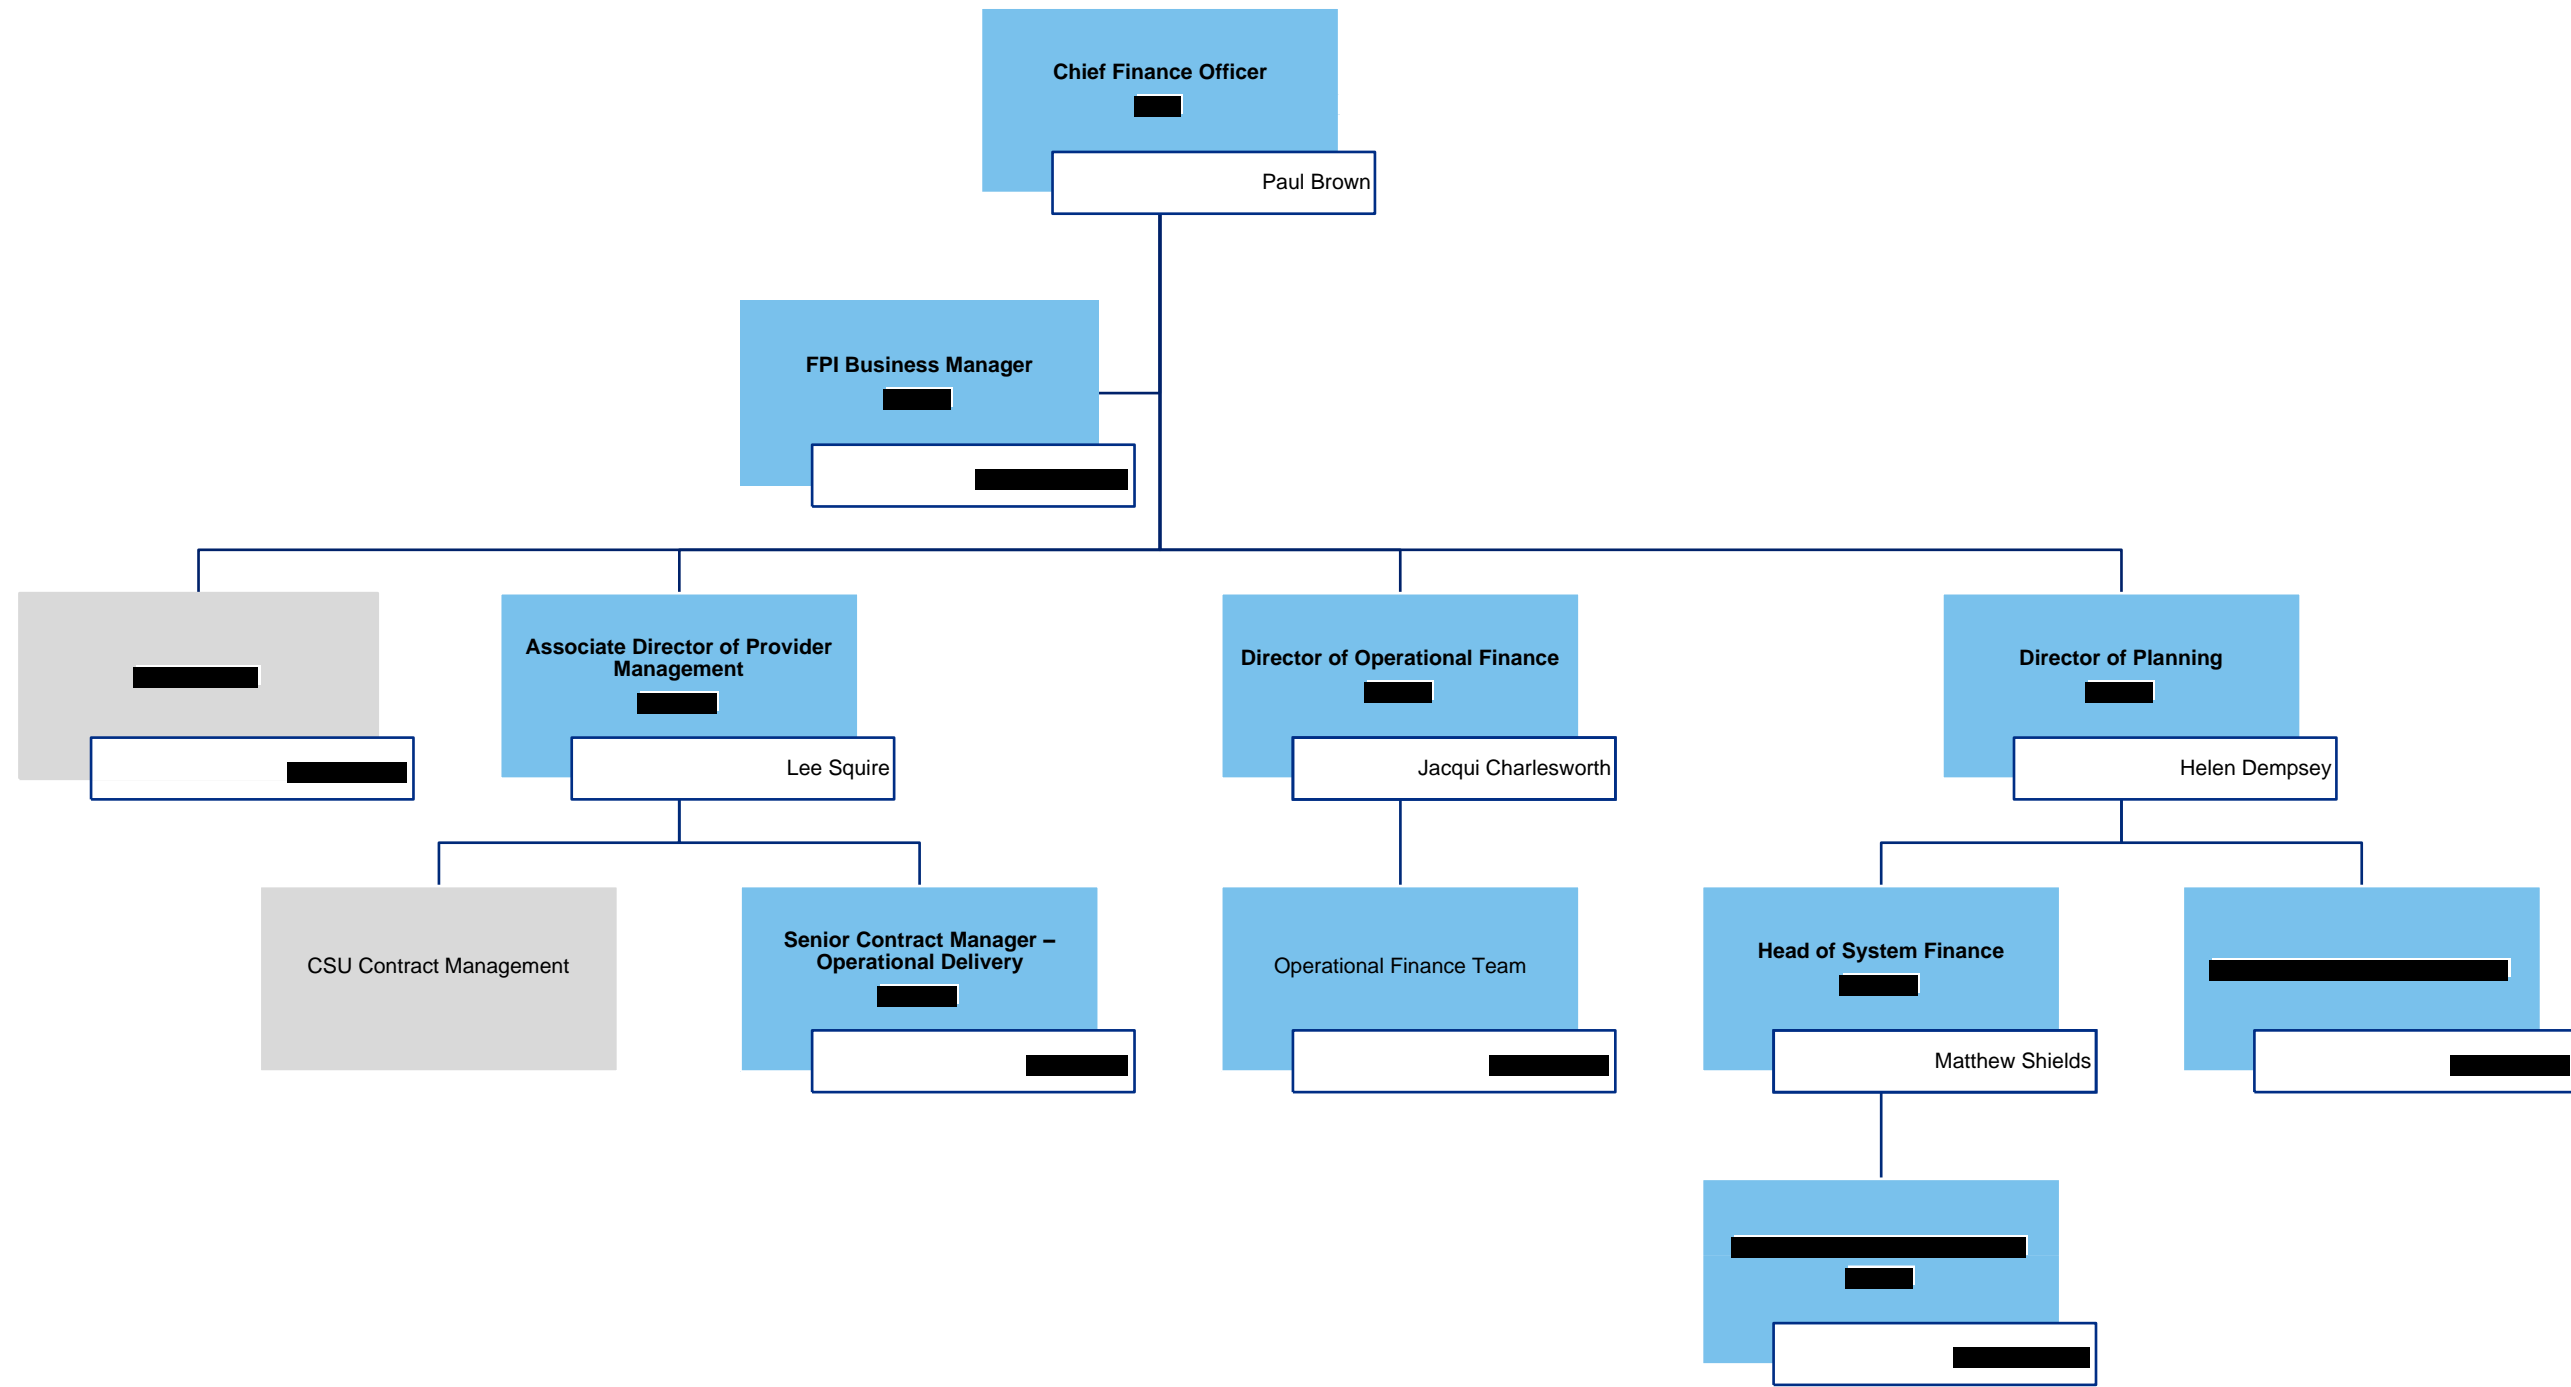 Chief Finance Officer
Paul Brown
FPI Business Manager
Associate Director of Provider
Management
Lee Squire
Director of Operational Finance
Jacqui Charlesworth
Director of Planning
Helen Dempsey
CSU Contract Management
Senior Contract Manager –
Operational Delivery
Operational Finance Team
Head of System Finance
Matthew Shields